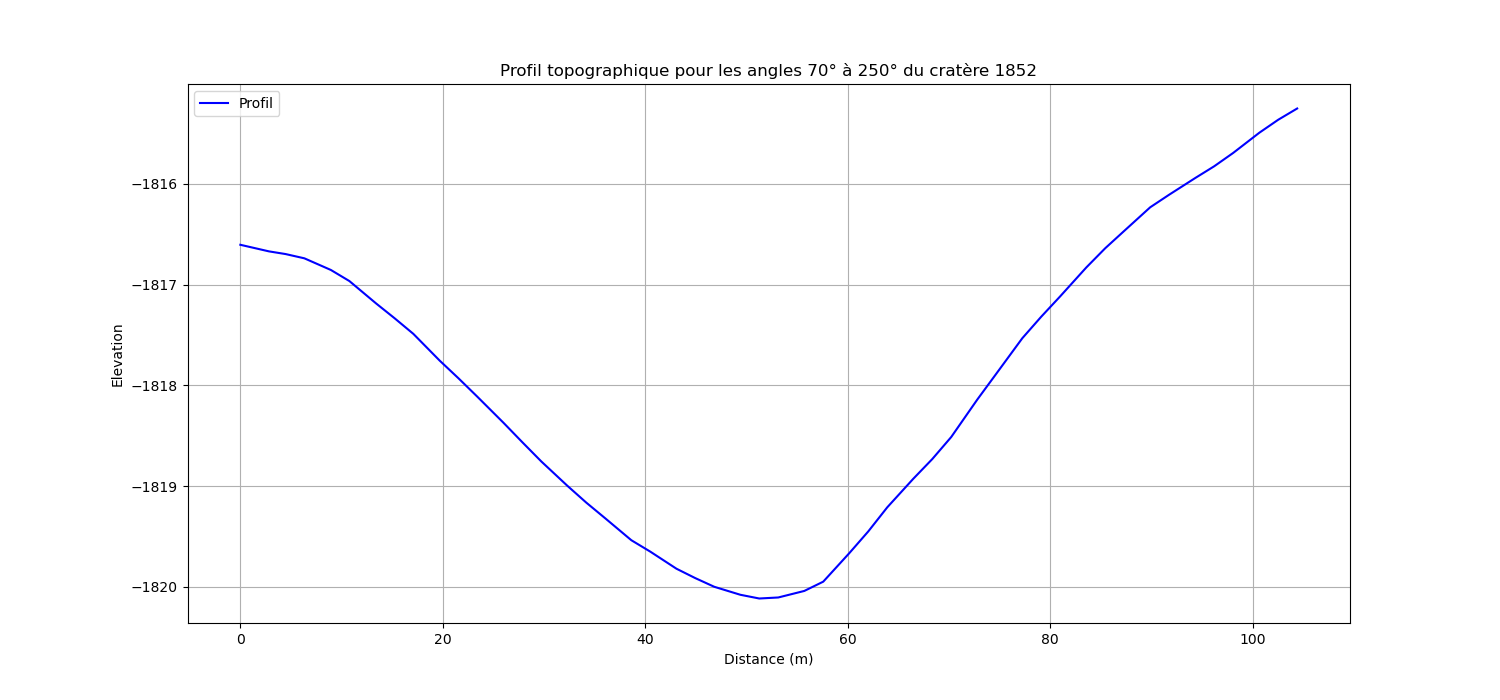 Profil topographique pour les angles 70° à 250° du cratère 1852
Profil
Elevation
−1816
−1817
−1818
−1819
−1820
0 20 40 60 80 100
Distance (m)